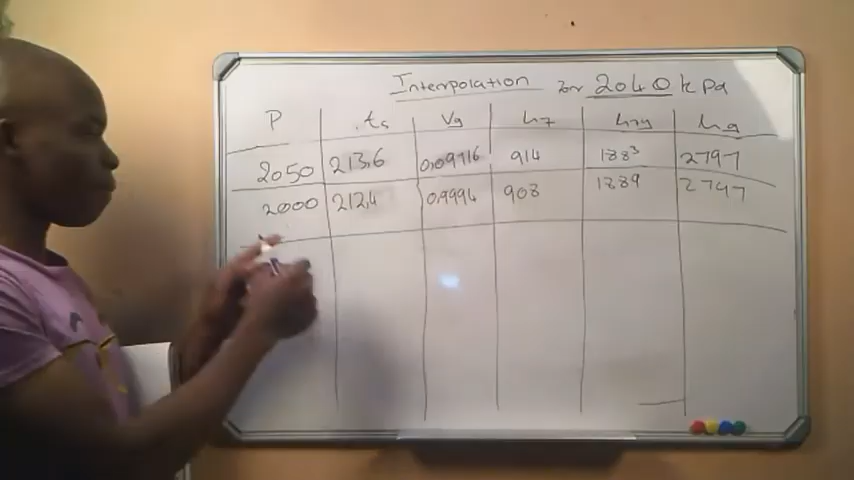 Interpolation for 2040 kPa
P ts Vg hf hfg hg
2050 213,6 0,09716 914 1883 2797
2000 212,4 0,9994 908 1889 2797